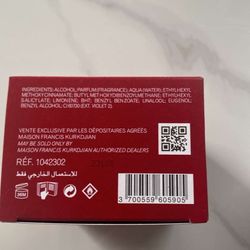 INGREDIENTS: ALCOHOL, PARFUM (FRAGRANCE), AQUA (WATER), ETHYLHEXYL
METHOXYCINNAMATE, BUTYL METHOXYDIBENZOYLMETHANE, ETHYLHEXYL
SALICYLATE, LIMONENE, BHT, BENZYL BENZOATE, LINALOOL, EUGENOL,
BENZYL ALCOHOL, CI60730 (EXT. VIOLET 2).
VENTE EXCLUSIVE PAR LES DÉPOSITAIRES AGRÉÉS
MAISON FRANCIS KURKDJIAN
MAY BE SOLD ONLY BY
MAISON FRANCIS KURKDJIAN AUTHORIZED DEALERS
RÉF. 1042302
للاستعمال الخارجي فقط
3 700559 605905